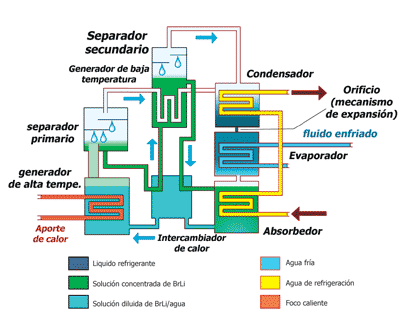 Separador
secundario
Generador de baja
temperatura
Condensador
Orificio
(mecanismo
de expansión)
separador
primario
fluido enfriado
Evaporador
generador
de alta tempe.
Aporte
de calor
Intercambiador
de calor
Absorbedor
Líquido refrigerante
Solución concentrada de BrLi
Solución diluida de BrLi/agua
Agua fría
Agua de refrigeración
Foco caliente